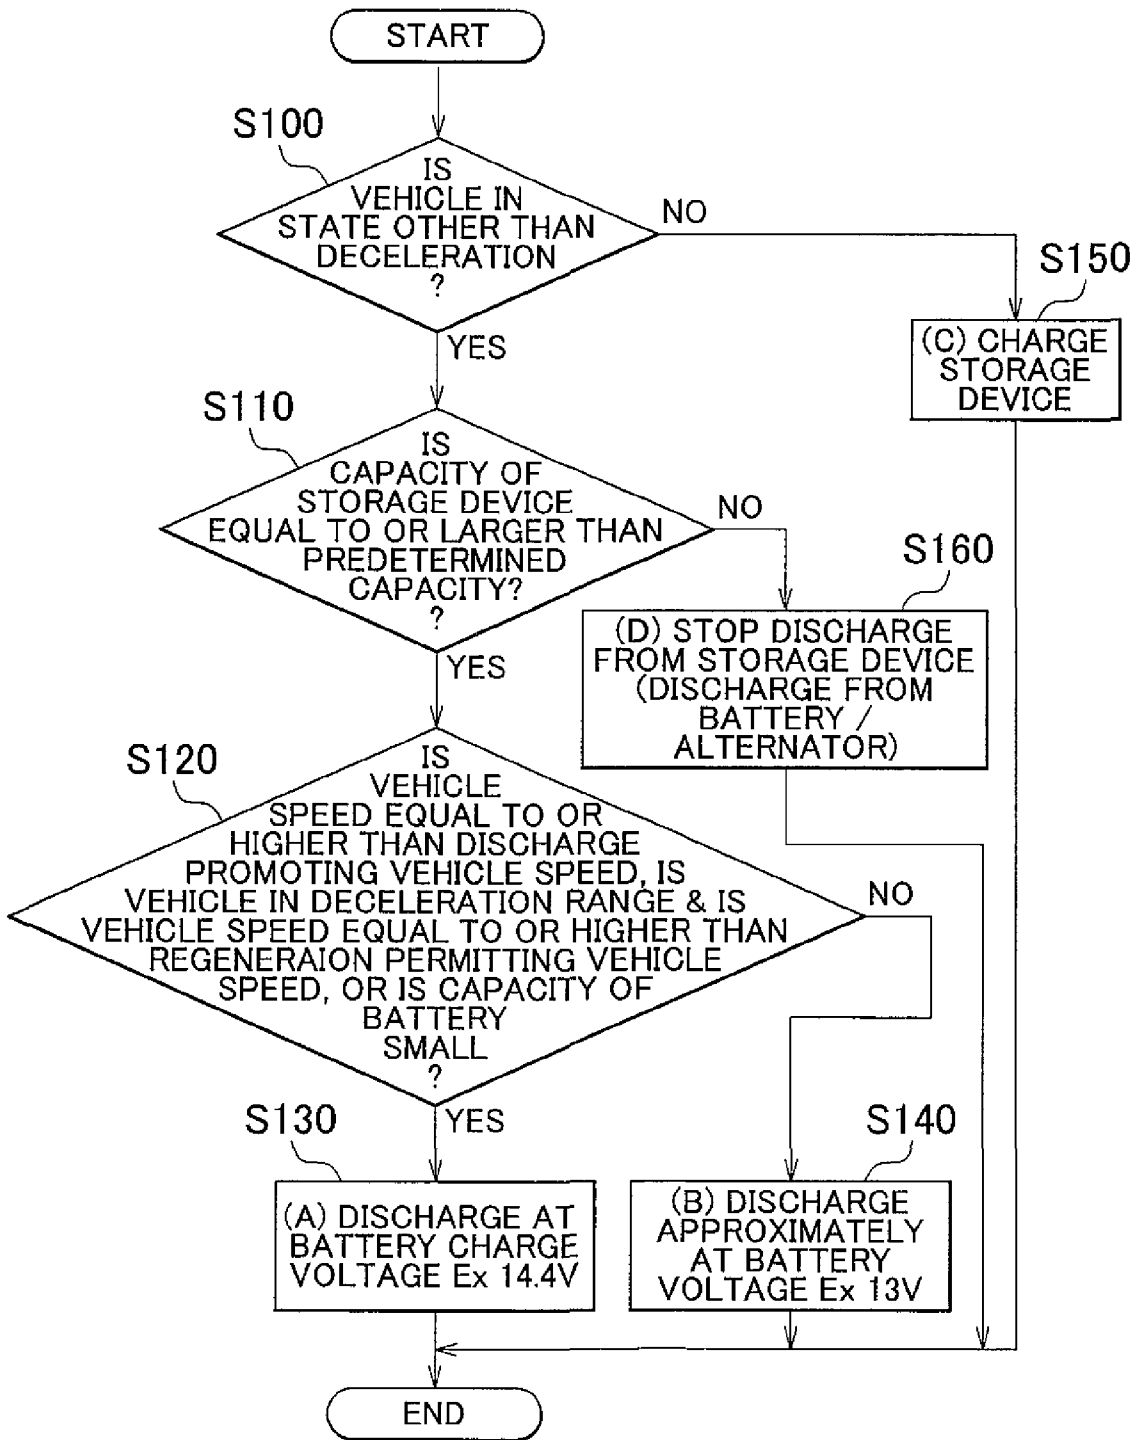 START
S100
IS
VEHICLE IN
STATE OTHER THAN
DECELERATION
?
NO
YES
S150
(C) CHARGE
STORAGE
DEVICE
S110
IS
CAPACITY OF
STORAGE DEVICE
EQUAL TO OR LARGER THAN
PREDETERMINED
CAPACITY?
?
NO
YES
S160
(D) STOP DISCHARGE
FROM STORAGE DEVICE
(DISCHARGE FROM
BATTERY /
ALTERNATOR)
S120
IS
VEHICLE
SPEED EQUAL TO OR
HIGHER THAN DISCHARGE
PROMOTING VEHICLE SPEED, IS
VEHICLE IN DECELERATION RANGE & IS
VEHICLE SPEED EQUAL TO OR HIGHER THAN
REGENERAION PERMITTING VEHICLE
SPEED, OR IS CAPACITY OF
BATTERY
SMALL
?
NO
YES
S130
(A) DISCHARGE AT
BATTERY CHARGE
VOLTAGE Ex 14.4V
S140
(B) DISCHARGE
APPROXIMATELY
AT BATTERY
VOLTAGE Ex 13V
END